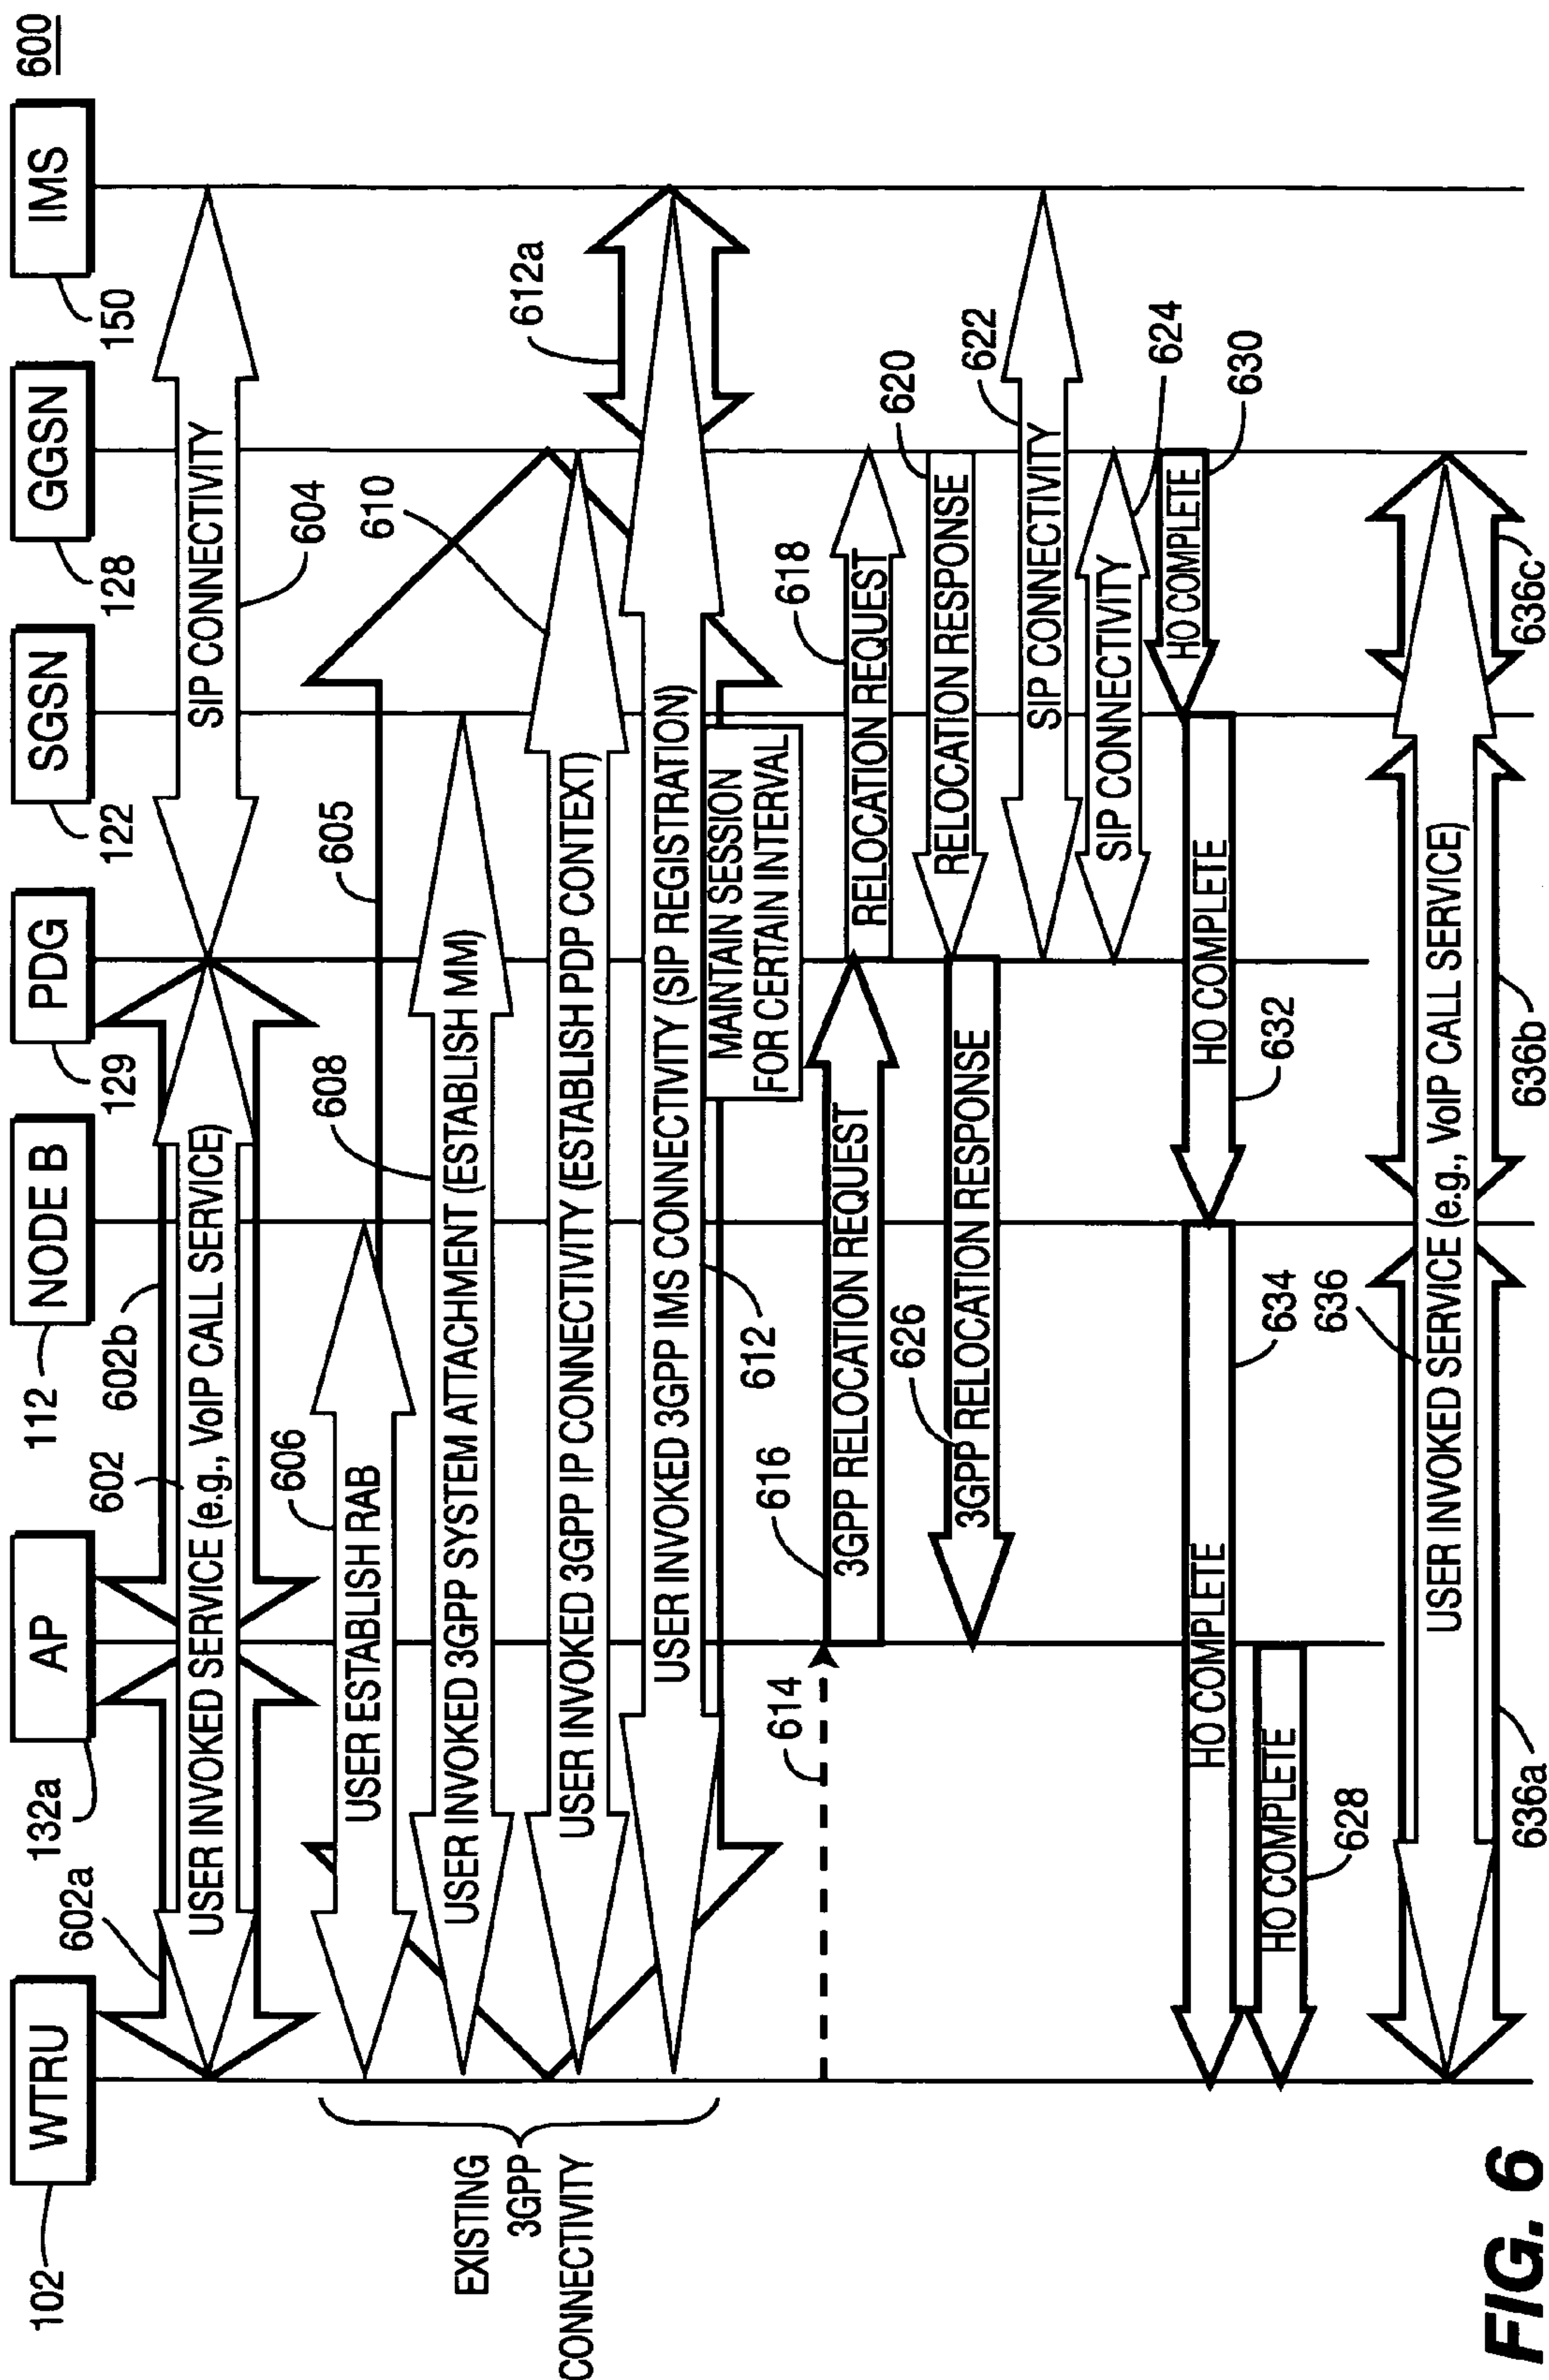 600
WTRU
AP
NODE B
PDG
SGSN
GGSN
IMS
102
132a
112
129
122
128
150
602a
602
602b
USER INVOKED SERVICE (e.g., VoIP CALL SERVICE)
SIP CONNECTIVITY
604
EXISTING
3GPP
CONNECTIVITY
606
USER ESTABLISH RAB
605
608
USER INVOKED 3GPP SYSTEM ATTACHMENT (ESTABLISH MM)
610
USER INVOKED 3GPP IP CONNECTIVITY (ESTABLISH PDP CONTEXT)
612a
USER INVOKED 3GPP IMS CONNECTIVITY (SIP REGISTRATION)
612
MAINTAIN SESSION
FOR CERTAIN INTERVAL
614
616
3GPP RELOCATION REQUEST
618
RELOCATION REQUEST
620
RELOCATION RESPONSE
626
3GPP RELOCATION RESPONSE
622
SIP CONNECTIVITY
624
SIP CONNECTIVITY
630
HO COMPLETE
HO COMPLETE
632
HO COMPLETE
634
HO COMPLETE
628
636
USER INVOKED SERVICE (e.g., VoIP CALL SERVICE)
636a
636b
636c
FIG. 6